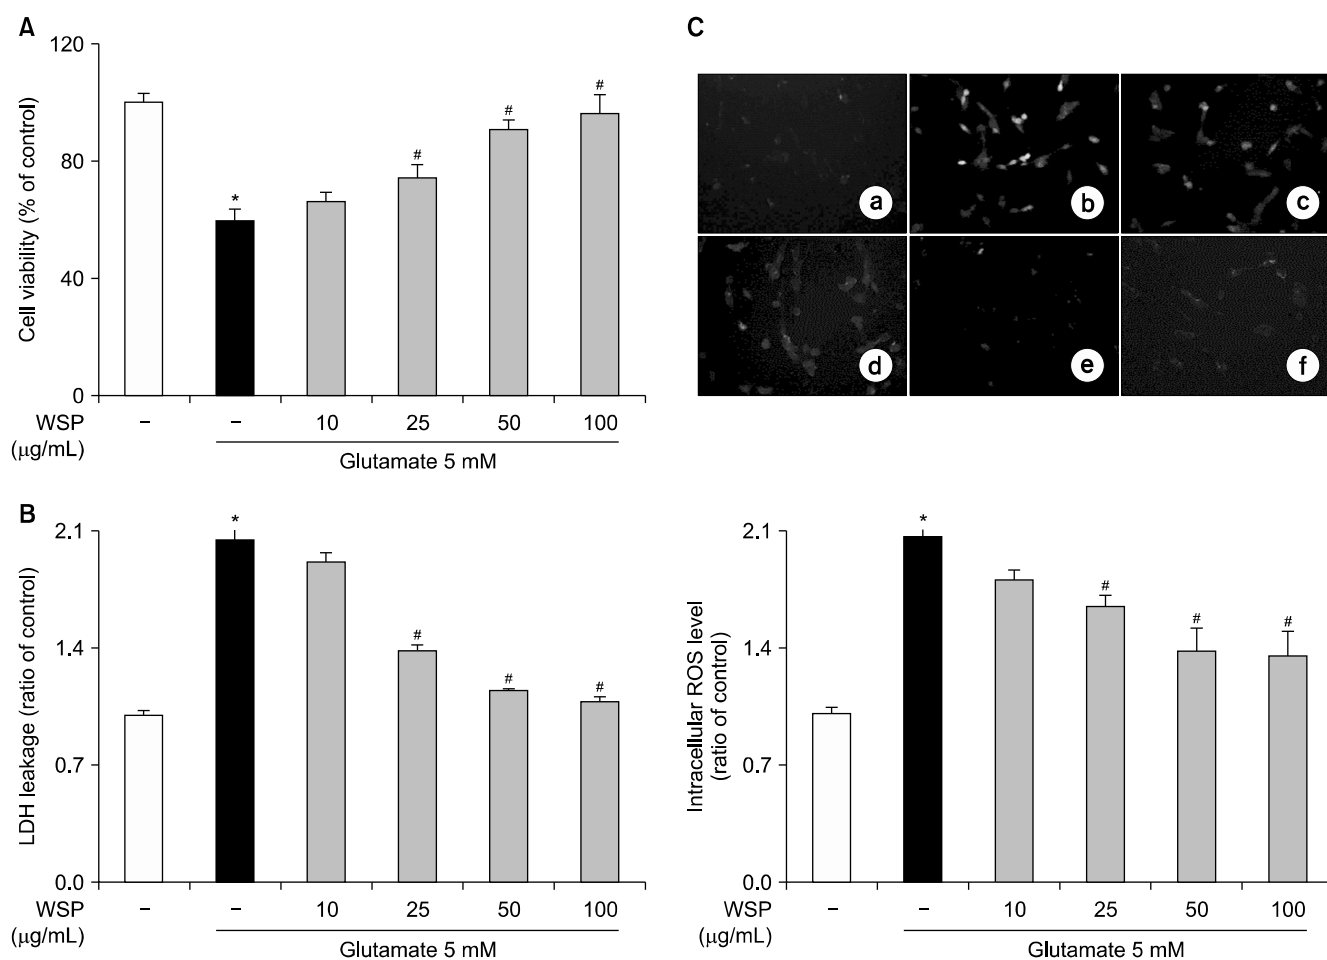 A
120
80
40
0
Cell viability (% of control)
*
#
#
#
WSP – – 10 25 50 100
(μg/mL)
Glutamate 5 mM
C
a
b
c
d
e
f
B
2.1
1.4
0.7
0.0
LDH leakage (ratio of control)
*
#
#
#
WSP – – 10 25 50 100
(μg/mL)
Glutamate 5 mM
2.1
1.4
0.7
0.0
Intracellular ROS level
(ratio of control)
*
#
#
#
WSP – – 10 25 50 100
(μg/mL)
Glutamate 5 mM